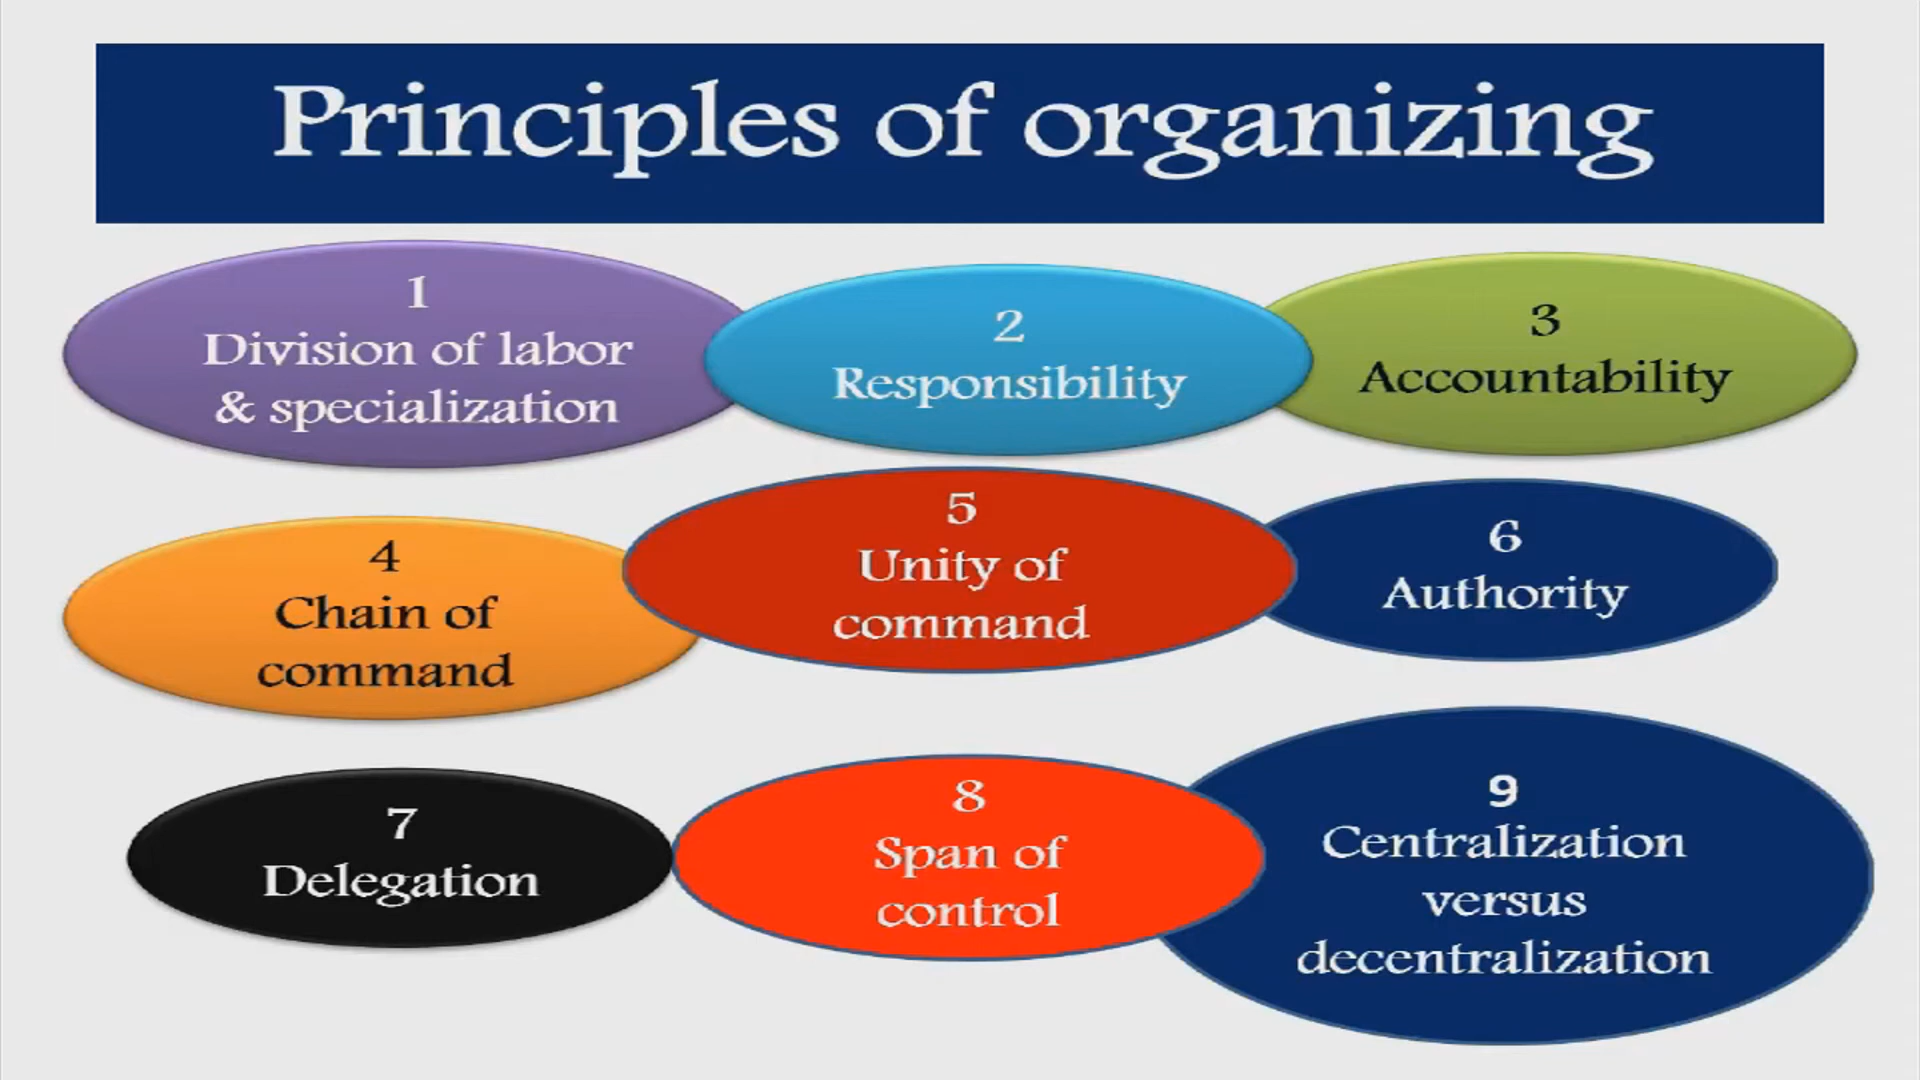 Principles of organizing
1
Division of labor
& specialization
2
Responsibility
3
Accountability
4
Chain of
command
5
Unity of
command
6
Authority
7
Delegation
8
Span of
control
9
Centralization
versus
decentralization